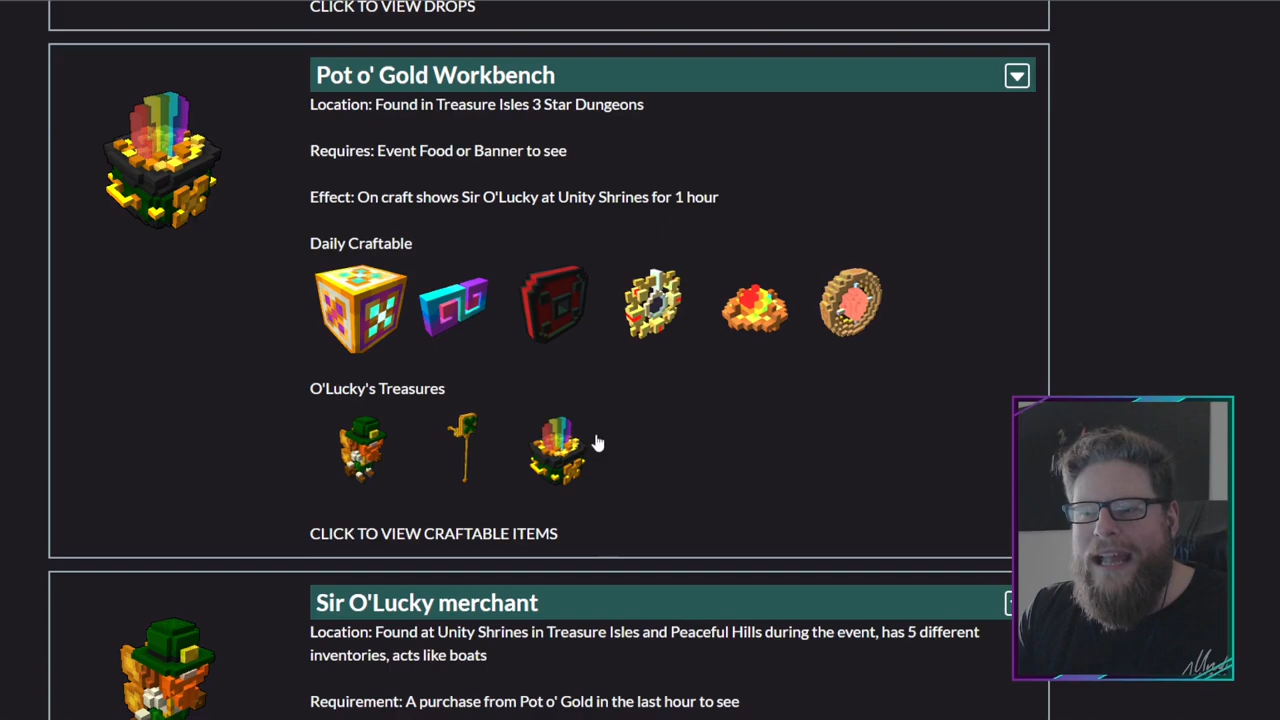 CLICK TO VIEW DROPS
Pot o' Gold Workbench
Location: Found in Treasure Isles 3 Star Dungeons
Requires: Event Food or Banner to see
Effect: On craft shows Sir O'Lucky at Unity Shrines for 1 hour
Daily Craftable
O'Lucky's Treasures
CLICK TO VIEW CRAFTABLE ITEMS
Sir O'Lucky merchant
Location: Found at Unity Shrines in Treasure Isles and Peaceful Hills during the event, has 5 different
inventories, acts like boats
Requirement: A purchase from Pot o' Gold in the last hour to see